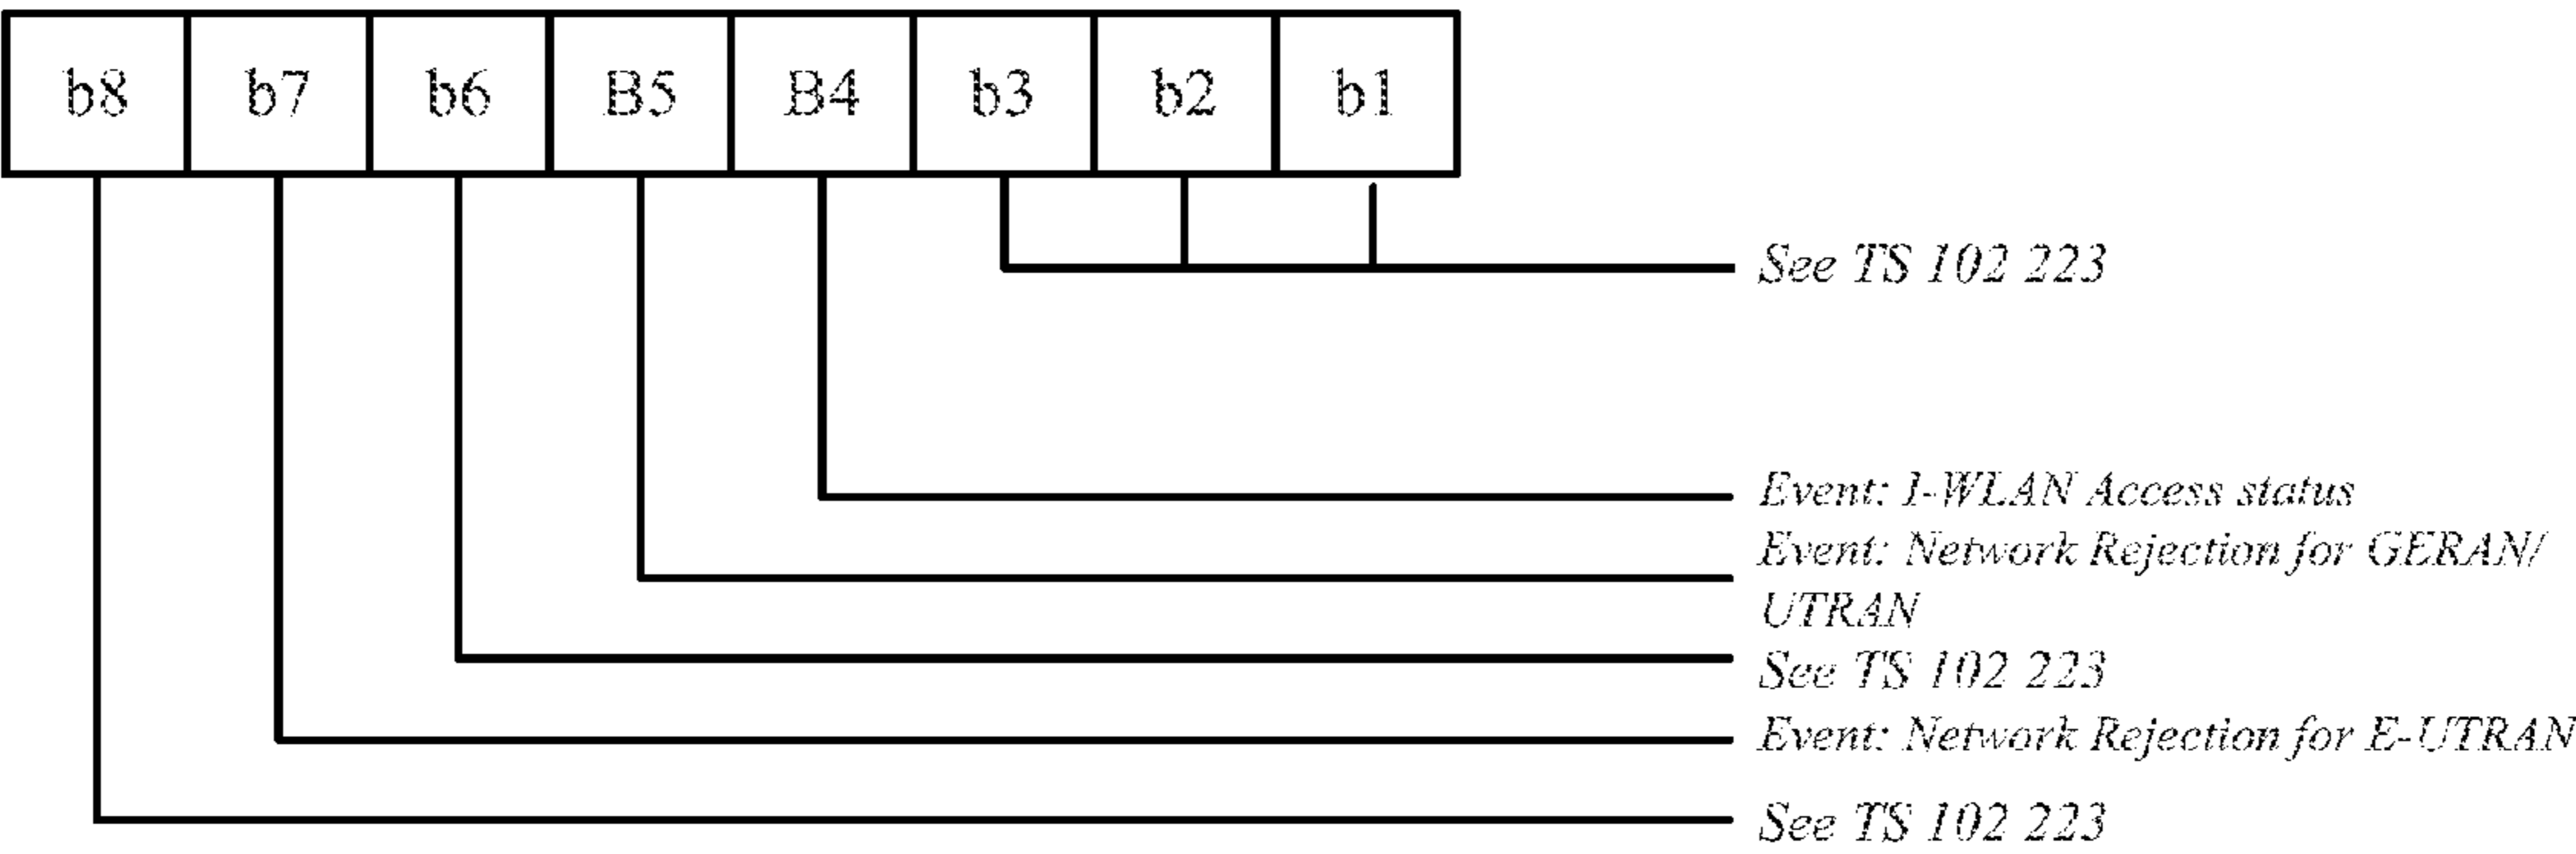 b8 b7 b6 B5 B4 b3 b2 b1
See TS 102 223
Event: I-WLAN Access status
Event: Network Rejection for GERAN/
UTRAN
See TS 102 223
Event: Network Rejection for E-UTRAN
See TS 102 223